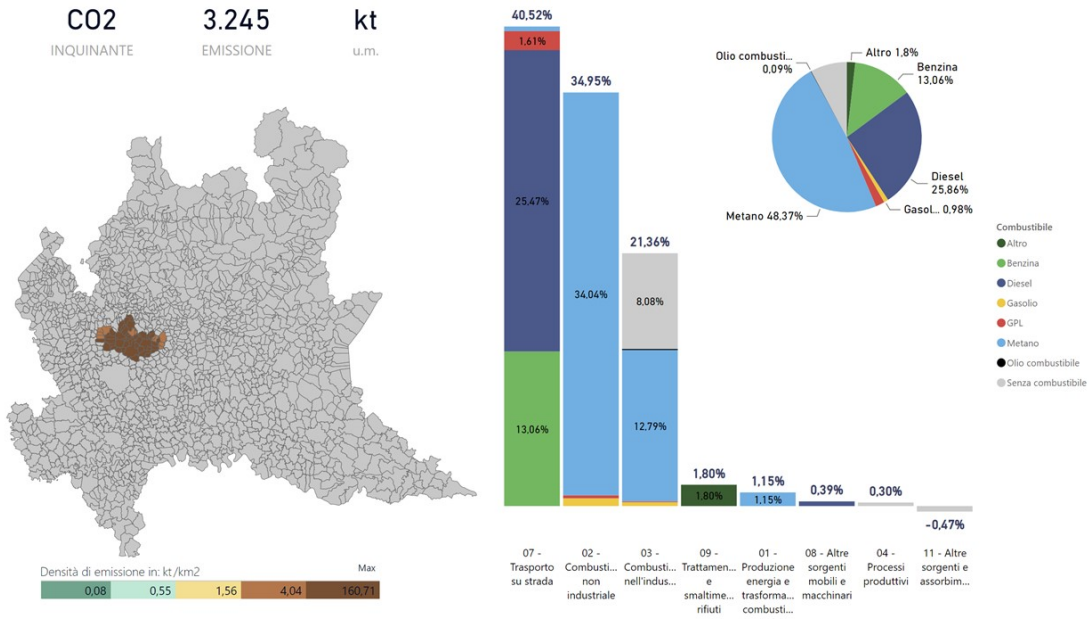 CO2
3.245
kt
INQUINANTE
EMISSIONE
u.m.
Densità di emissione in: kt/km2
Max
0,08
0,55
1,56
4,04
160,71
40,52%
1,61%
25,47%
13,06%
34,95%
34,04%
21,36%
8,08%
12,79%
1,80%
1,80%
1,15%
1,15%
0,39%
0,30%
-0,47%
07 -
Trasporto
su strada
02 -
Combusti...
non
industriale
03 -
Combusti...
nell'indus...
09 -
Trattamen...
e
smaltime...
rifiuti
01 -
Produzione
energia e
trasforma...
combusti...
08 - Altre
sorgenti
mobili e
macchinari
04 -
Processi
produttivi
11 - Altre
sorgenti e
assorbim...
Olio combusti...
0,09%
Altro 1,8%
Benzina
13,06%
Diesel
25,86%
Gasol... 0,98%
Metano 48,37%
Combustibile
Altro
Benzina
Diesel
Gasolio
GPL
Metano
Olio combustibile
Senza combustibile